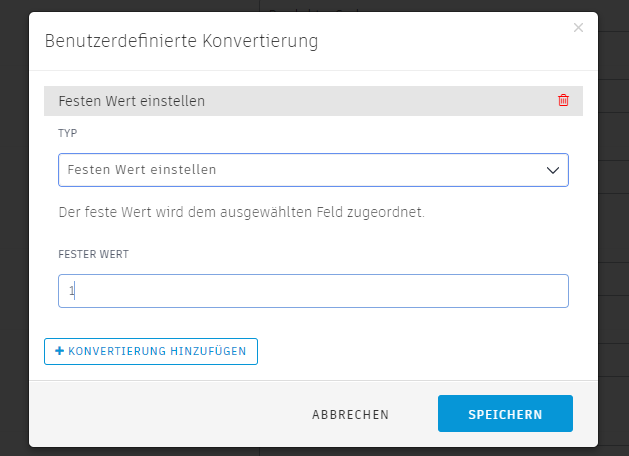 Benutzerdefinierte Konvertierung
×
Festen Wert einstellen
TYP
Festen Wert einstellen
Der feste Wert wird dem ausgewählten Feld zugeordnet.
FESTER WERT
1
+ KONVERTIERUNG HINZUFÜGEN
ABBRECHEN
SPEICHERN